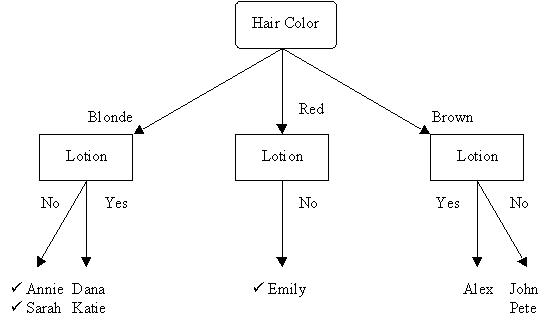 Hair Color
Blonde
Red
Brown
Lotion
Lotion
Lotion
No
Yes
No
Yes
No
✓ Annie
Dana
✓ Emily
Alex
John
✓ Sarah
Katie
Pete